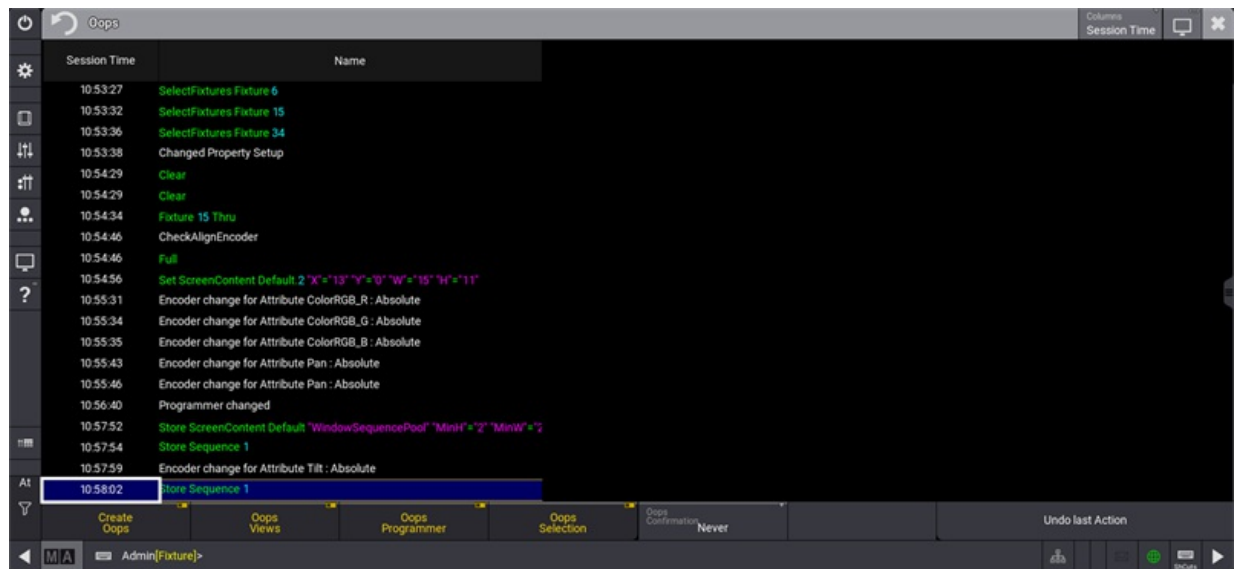 Oops
Columns
Session Time
Session Time Name
10:53:27 SelectFixtures Fixture 6
10:53:32 SelectFixtures Fixture 15
10:53:36 SelectFixtures Fixture 34
10:53:38 Changed Property Setup
10:54:29 Clear
10:54:29 Clear
10:54:34 Fixture 15 Thru
10:54:46 CheckAlignEncoder
10:54:46 Full
10:54:56 Set ScreenContent Default.2 "X"="13" "Y"="0" "W"="15" "H"="11"
10:55:31 Encoder change for Attribute ColorRGB_R : Absolute
10:55:34 Encoder change for Attribute ColorRGB_G : Absolute
10:55:35 Encoder change for Attribute ColorRGB_B : Absolute
10:55:43 Encoder change for Attribute Pan : Absolute
10:55:46 Encoder change for Attribute Pan : Absolute
10:56:40 Programmer changed
10:57:52 Store ScreenContent Default "WindowSequencePool" "MinH"="2" "MinW"="2
10:57:54 Store Sequence 1
10:57:59 Encoder change for Attribute Tilt : Absolute
10:58:02 Store Sequence 1
?
At
Create Oops
Oops Views
Oops Programmer
Oops Selection
Oops Confirmation
Never
Undo last Action
MA Admin[Fixture]>
ShCuts